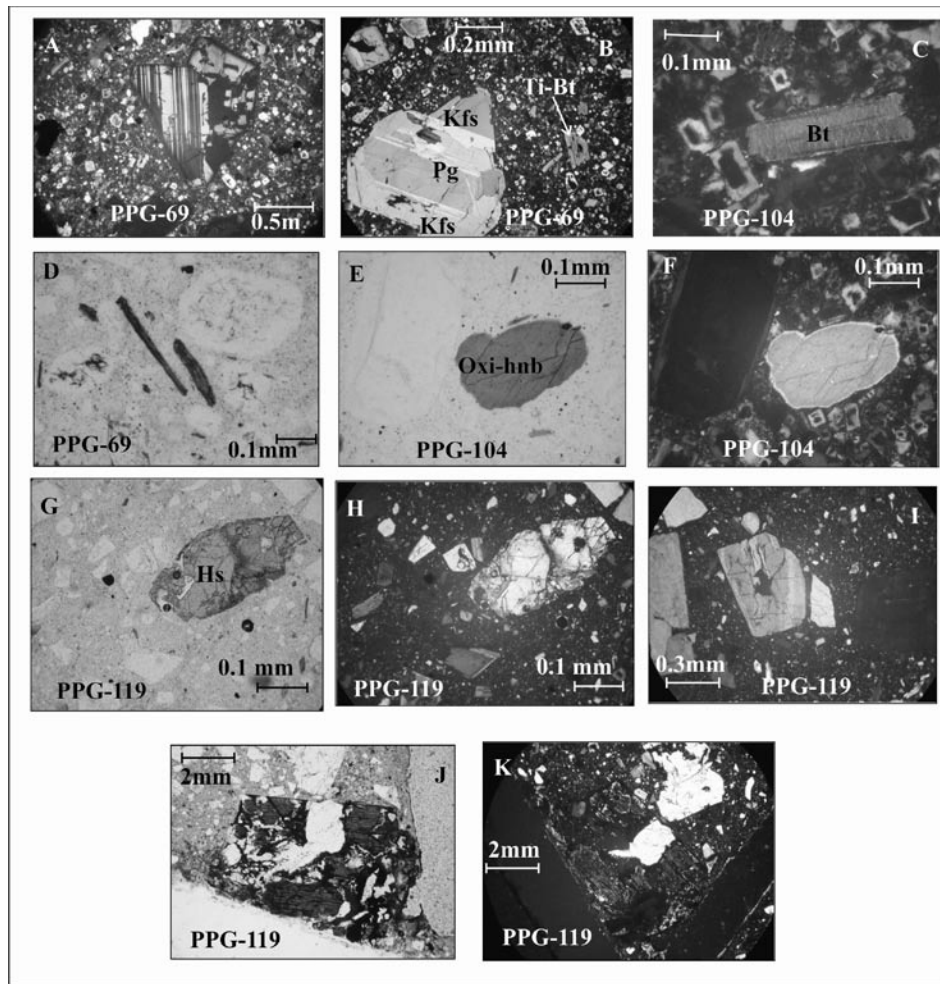 A
PPG-69
0.5m
B
0.2mm
Ti-Bt
Kfs
Pg
Kfs
PPG-69
C
0.1mm
Bt
PPG-104
D
PPG-69
0.1mm
E
0.1mm
Oxi-hnb
PPG-104
F
0.1mm
PPG-104
G
Hs
PPG-119
0.1 mm
H
PPG-119
0.1 mm
I
0.3mm
PPG-119
J
2mm
PPG-119
K
2mm
PPG-119